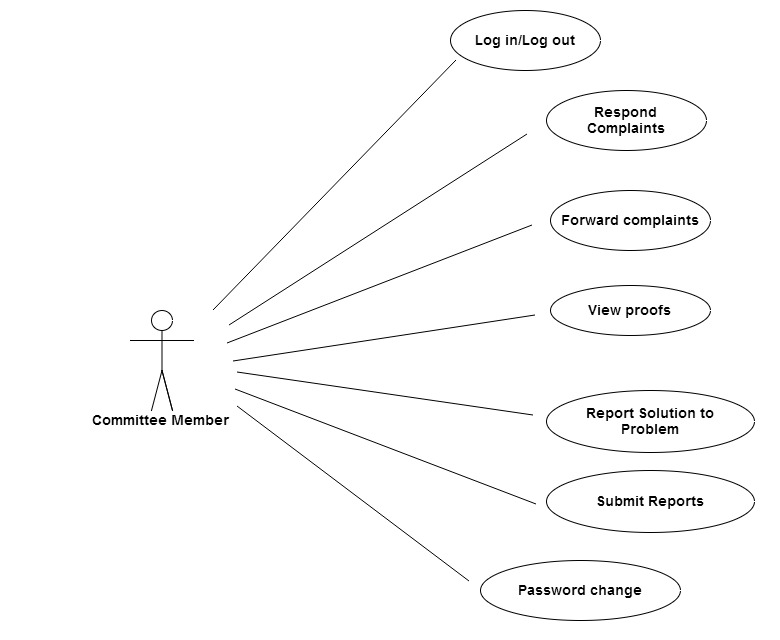 Log in/Log out
Respond
Complaints
Forward complaints
View proofs
Committee Member
Report Solution to
Problem
Submit Reports
Password change